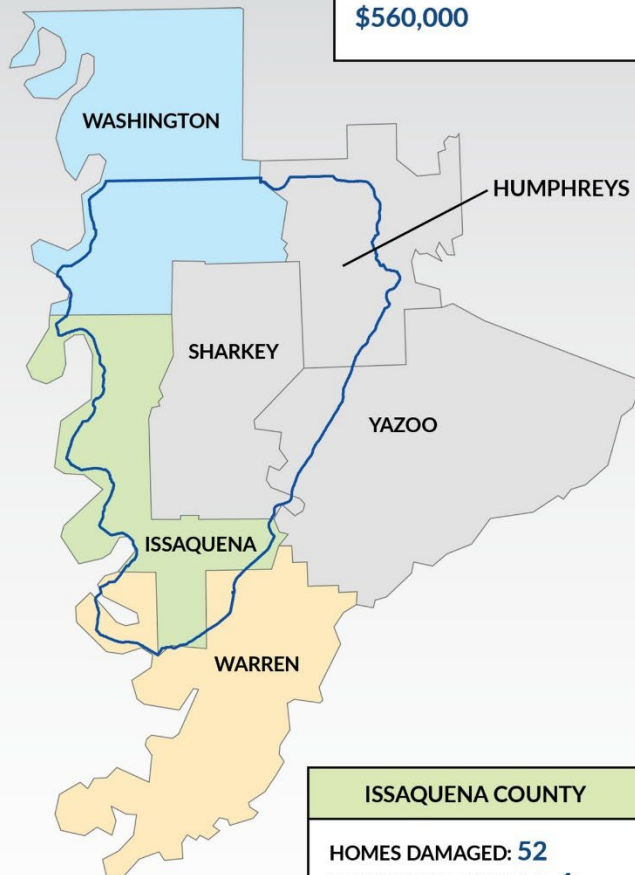 $560,000
WASHINGTON
HUMPHREYS
SHARKEY
YAZOO
ISSAQUENA
WARREN
ISSAQUENA COUNTY
HOMES DAMAGED: 52